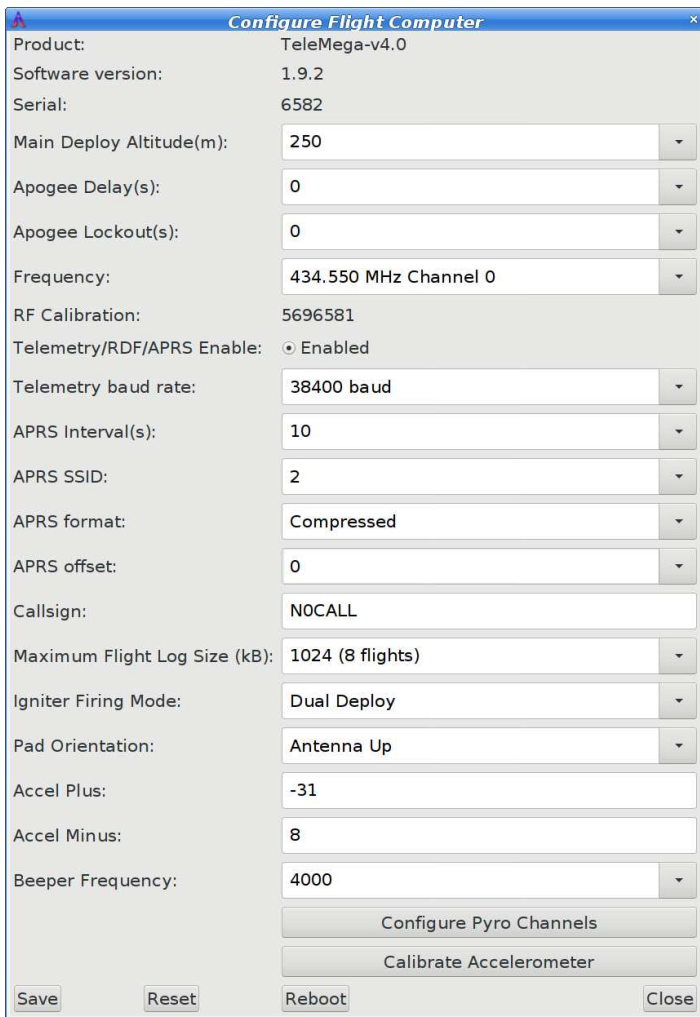 Configure Flight Computer
Product: TeleMega-v4.0
Software version: 1.9.2
Serial: 6582
Main Deploy Altitude(m): 250
Apogee Delay(s): 0
Apogee Lockout(s): 0
Frequency: 434.550 MHz Channel 0
RF Calibration: 5696581
Telemetry/RDF/APRS Enable: Enabled
Telemetry baud rate: 38400 baud
APRS Interval(s): 10
APRS SSID: 2
APRS format: Compressed
APRS offset: 0
Callsign: N0CALL
Maximum Flight Log Size (kB): 1024 (8 flights)
Igniter Firing Mode: Dual Deploy
Pad Orientation: Antenna Up
Accel Plus: -31
Accel Minus: 8
Beeper Frequency: 4000
Configure Pyro Channels
Calibrate Accelerometer
Save Reset Reboot Close